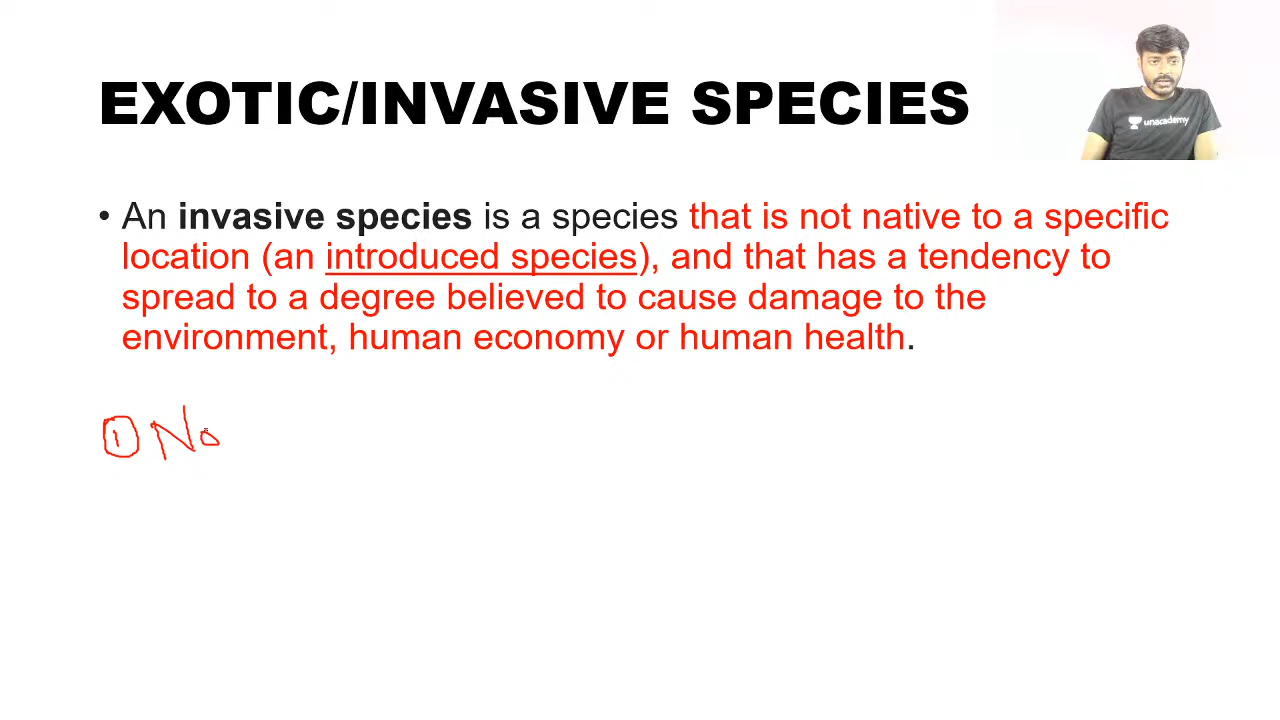 EXOTIC/INVASIVE SPECIES
unacademy
• An invasive species is a species that is not native to a specific
location (an introduced species), and that has a tendency to
spread to a degree believed to cause damage to the
environment, human economy or human health.
① No